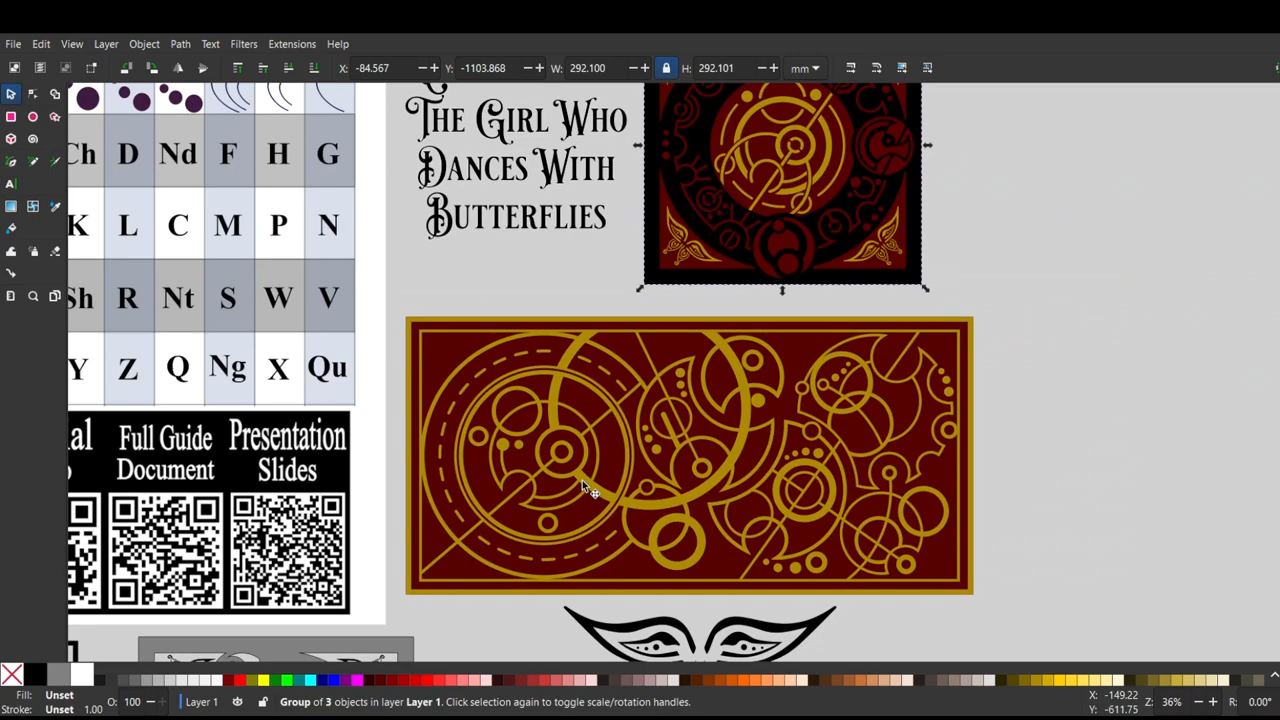 File Edit View Layer Object Path Text Filters Extensions Help
X: -84.567 Y: -1103.868 W: 292.100 H: 292.101 mm
The Girl Who
Dances With
Butterflies
Ch D Nd F H G
K L C M P N
Sh R Nt S W V
Y Z Q Ng X Qu
Full Guide
Document
Presentation
Slides
Fill: Unset
Stroke: Unset 1.00
O: 100
Layer 1
Group of 3 objects in layer Layer 1. Click selection again to toggle scale/rotation handles.
X: -149.22
Y: -611.75
Z: 36%
R: 0.00°